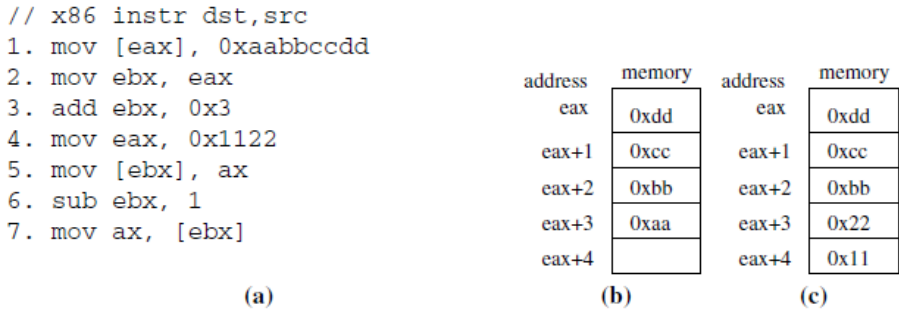 // x86 instr dst,src
1. mov [eax], 0xaabbccdd
2. mov ebx, eax
3. add ebx, 0x3
4. mov eax, 0x1122
5. mov [ebx], ax
6. sub ebx, 1
7. mov ax, [ebx]
(a)
address memory
eax 0xdd
eax+1 0xcc
eax+2 0xbb
eax+3 0xaa
eax+4
(b)
address memory
eax 0xdd
eax+1 0xcc
eax+2 0xbb
eax+3 0x22
eax+4 0x11
(c)